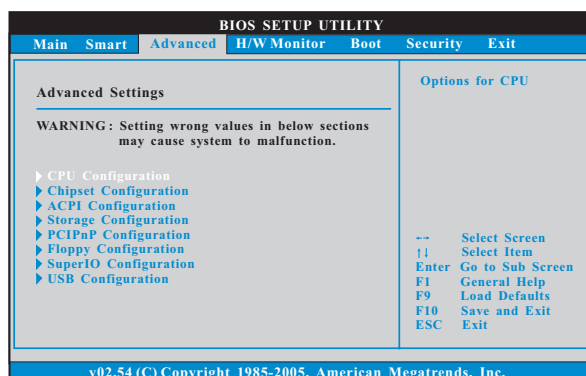 BIOS SETUP UTILITY
Main Smart Advanced H/W Monitor Boot Security Exit
Advanced Settings
WARNING : Setting wrong values in below sections
may cause system to malfunction.
CPU Configuration
Chipset Configuration
ACPI Configuration
Storage Configuration
PCIPnP Configuration
Floppy Configuration
SuperIO Configuration
USB Configuration
Options for CPU
↔ Select Screen
↑↓ Select Item
Enter Go to Sub Screen
F1 General Help
F9 Load Defaults
F10 Save and Exit
ESC Exit
v02.54 (C) Copyright 1985-2005, American Megatrends, Inc.